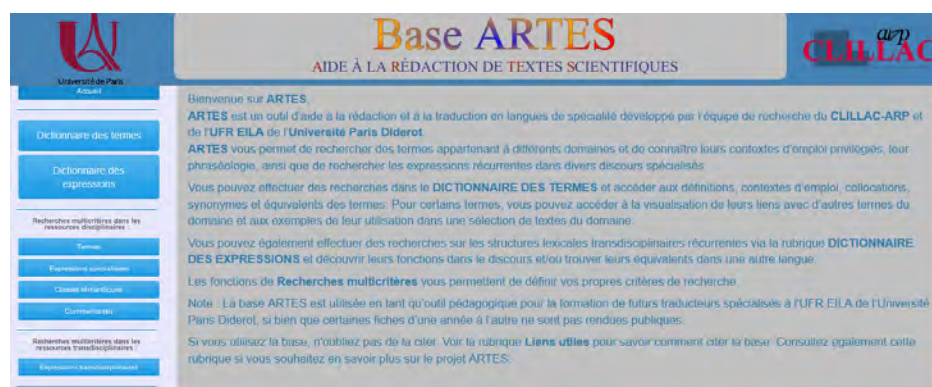 Base ARTES
AIDE À LA RÉDACTION DE TEXTES SCIENTIFIQUES
Université de Paris
arp
CLILLAC
Accueil
Dictionnaire des termes
Dictionnaire des
expressions
Recherches multicritères dans les
ressources disciplinaires :
Termes
Expressions spécialisées
Classes sémantiques
Commentaires
Recherches multicritères dans les
ressources transdisciplinaires :
Expressions transdisciplinaires
Bienvenue sur ARTES,
ARTES est un outil d'aide à la rédaction et à la traduction en langues de spécialité développé par l'équipe de recherche du CLILLAC-ARP et
de l'UFR EILA de l'Université Paris Diderot.
ARTES vous permet de rechercher des termes appartenant à différents domaines et de connaître leurs contextes d'emploi privilégiés, leur
phraséologie, ainsi que de rechercher les expressions récurrentes dans divers discours spécialisés.
Vous pouvez effectuer des recherches dans le DICTIONNAIRE DES TERMES et accéder aux définitions, contextes d'emploi, collocations,
synonymes et équivalents des termes. Pour certains termes, vous pouvez accéder à la visualisation de leurs liens avec d'autres termes du
domaine et aux exemples de leur utilisation dans une sélection de textes du domaine.
Vous pouvez également effectuer des recherches sur les structures lexicales transdisciplinaires récurrentes via la rubrique DICTIONNAIRE
DES EXPRESSIONS et découvrir leurs fonctions dans le discours et/ou trouver leurs équivalents dans une autre langue.
Les fonctions de Recherches multicritères vous permettent de définir vos propres critères de recherche.
Note : La base ARTES est utilisée en tant qu'outil pédagogique pour la formation de futurs traducteurs spécialisés à l'UFR EILA de l'Université
Paris Diderot, si bien que certaines fiches d'une année à l'autre ne sont pas rendues publiques.
Si vous utilisez la base, n'oubliez pas de la citer. Voir la rubrique Liens utiles pour savoir comment citer la base. Consultez également cette
rubrique si vous souhaitez en savoir plus sur le projet ARTES.